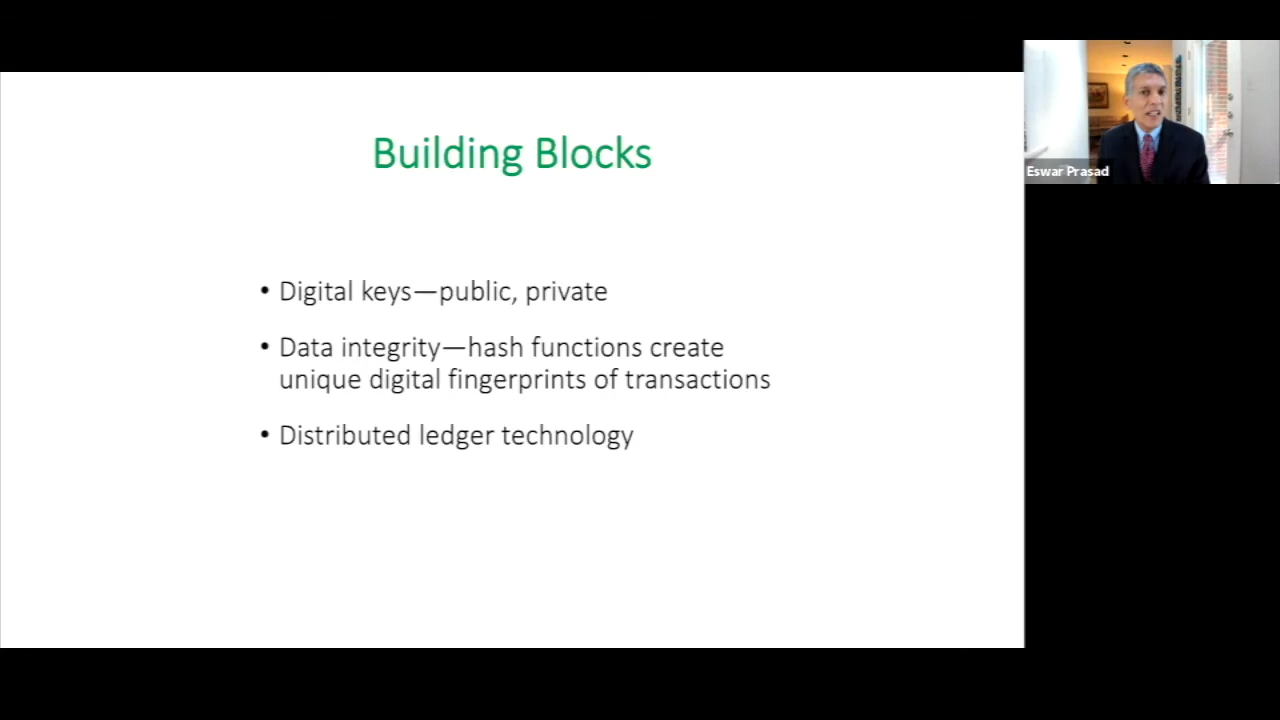 Building Blocks
• Digital keys—public, private
• Data integrity—hash functions create
unique digital fingerprints of transactions
• Distributed ledger technology
Eswar Prasad